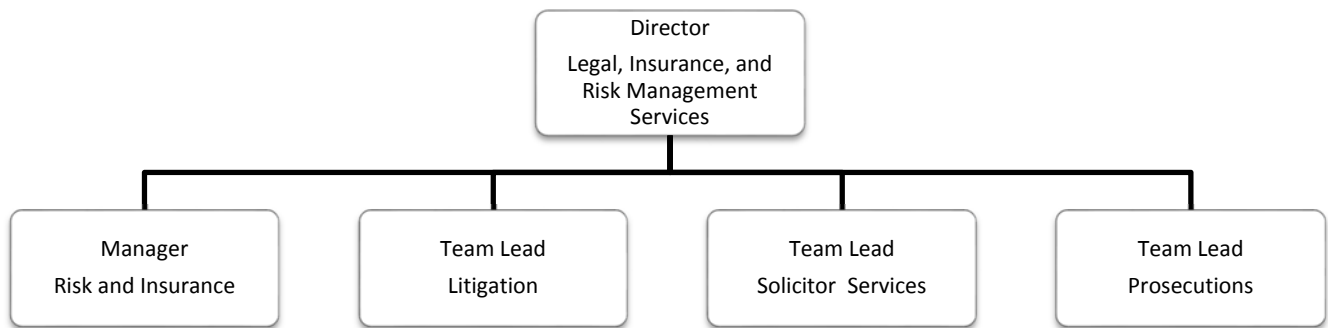 Director
Legal, Insurance, and
Risk Management
Services
Manager
Risk and Insurance
Team Lead
Litigation
Team Lead
Solicitor  Services
Team Lead
Prosecutions